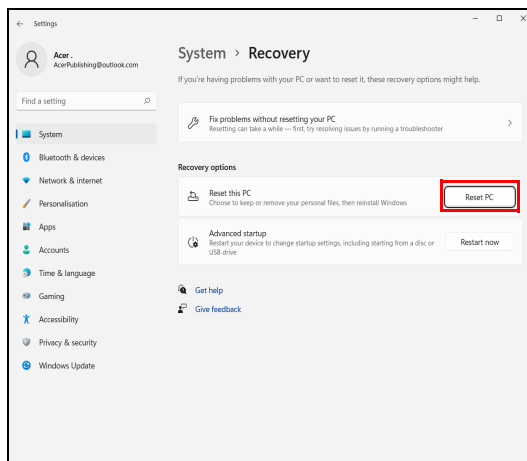 Settings
Acer .
AcerPublishing@outlook.com
Find a setting
System
Bluetooth & devices
Network & internet
Personalisation
Apps
Accounts
Time & language
Gaming
Accessibility
Privacy & security
Windows Update
System > Recovery
If you're having problems with your PC or want to reset it, these recovery options might help.
Fix problems without resetting your PC
Resetting can take a while — first, try resolving issues by running a troubleshooter
Recovery options
Reset this PC
Choose to keep or remove your personal files, then reinstall Windows
Reset PC
Advanced startup
Restart your device to change startup settings, including starting from a disc or
USB drive
Restart now
Get help
Give feedback